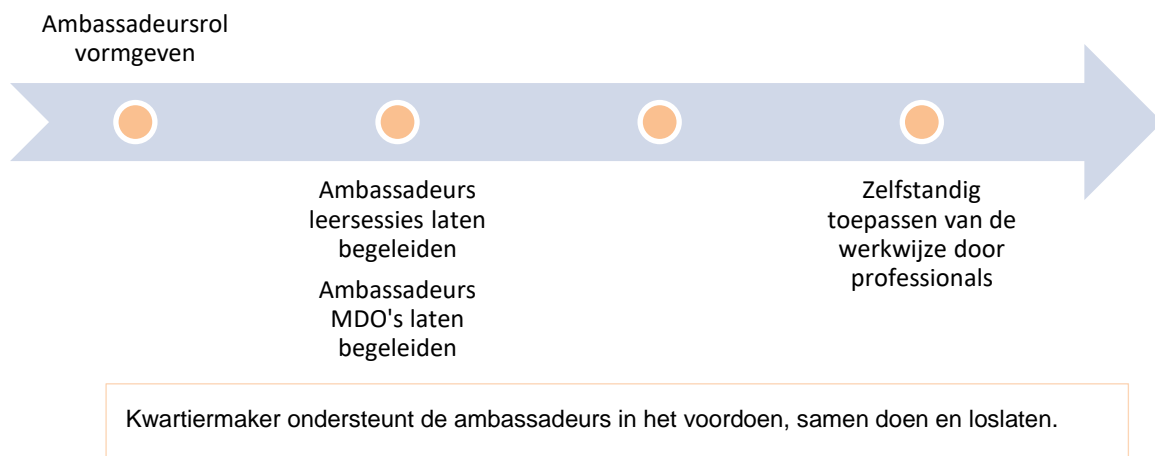 Ambassadeursrol
vormgeven
Ambassadeurs
leersessies laten
begeleiden
Ambassadeurs
MDO's laten
begeleiden
Zelfstandig
toepassen van de
werkwijze door
professionals
Kwartiermaker ondersteunt de ambassadeurs in het voordoen, samen doen en loslaten.